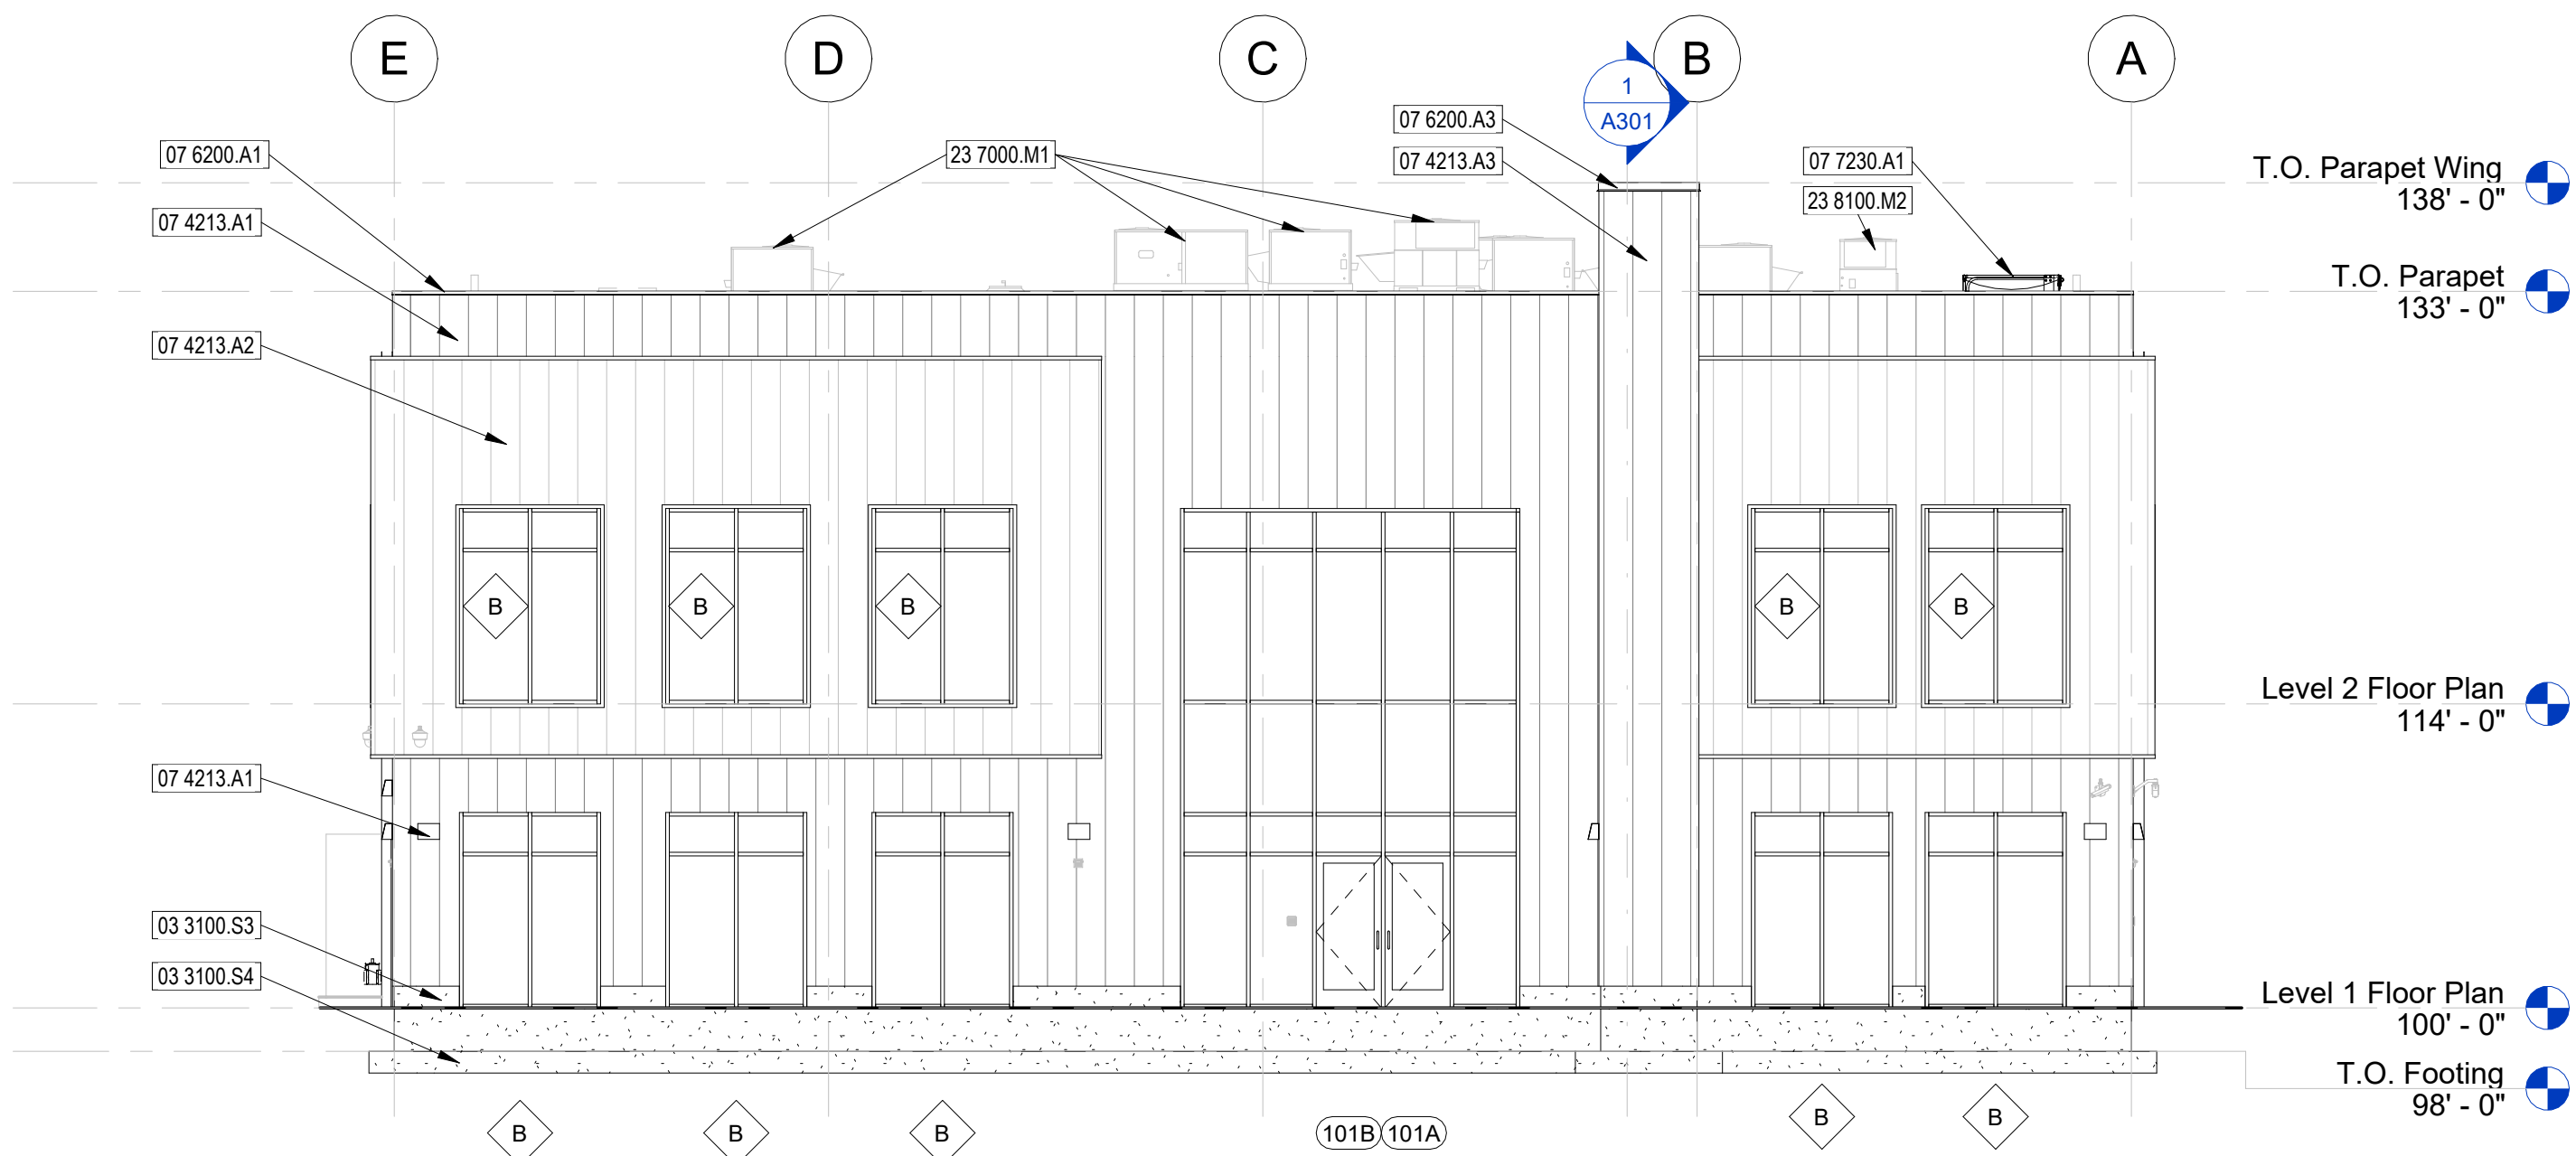 E
D
C
B
A
1
A301
07 6200.A3
07 6200.A1
23 7000.M1
07 4213.A3
07 7230.A1
T.O. Parapet Wing
138' - 0"
23 8100.M2
07 4213.A1
T.O. Parapet
133' - 0"
07 4213.A2
B
B
B
B
B
Level 2 Floor Plan
114' - 0"
07 4213.A1
03 3100.S3
03 3100.S4
Level 1 Floor Plan
100' - 0"
T.O. Footing
98' - 0"
B
B
B
101B
101A
B
B